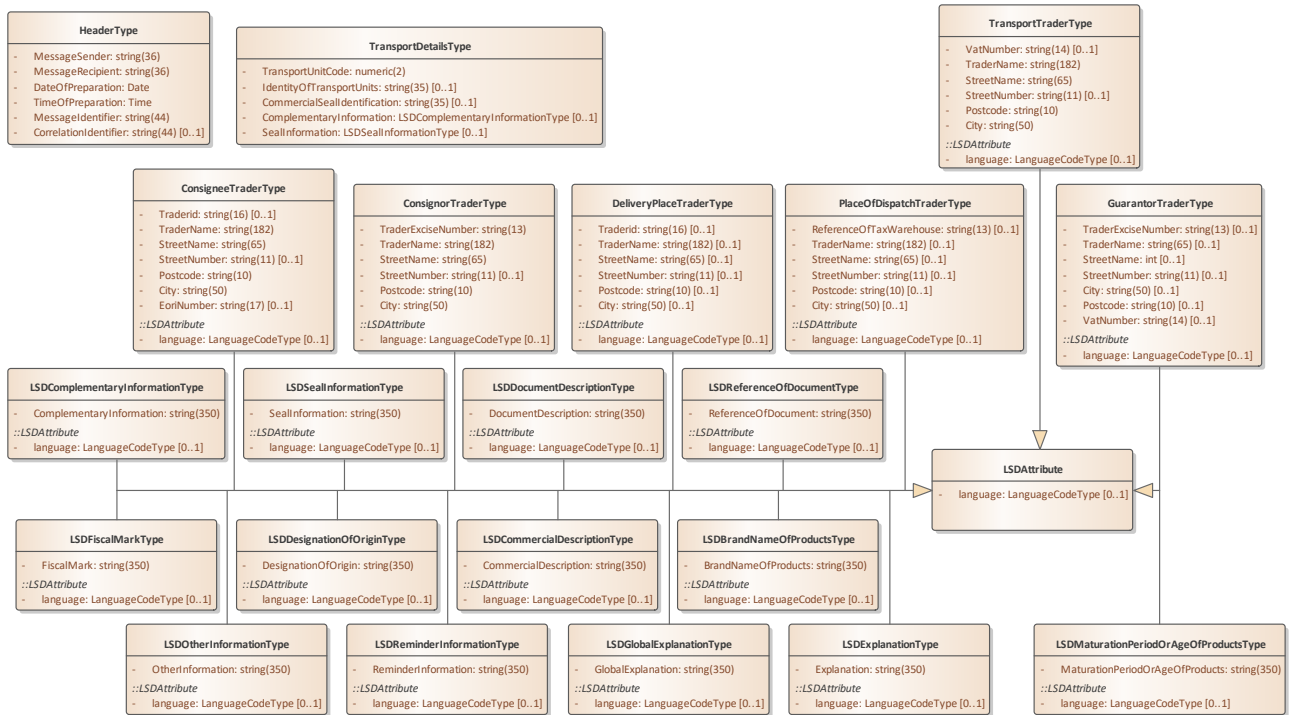 HeaderType
- MessageSender: string(36)
- MessageRecipient: string(36)
- DateOfPreparation: Date
- TimeOfPreparation: Time
- MessageIdentifier: string(44)
- CorrelationIdentifier: string(44) [0..1]
TransportDetailsType
- TransportUnitCode: numeric(2)
- IdentityOfTransportUnits: string(35) [0..1]
- CommercialSealIdentification: string(35) [0..1]
- ComplementaryInformation: LSDComplementaryInformationType [0..1]
- SealInformation: LSDSealInformationType [0..1]
TransportTraderType
- VatNumber: string(14) [0..1]
- TraderName: string(182)
- StreetName: string(65)
- StreetNumber: string(11) [0..1]
- Postcode: string(10)
- City: string(50)
::LSDAttribute
- language: LanguageCodeType [0..1]
ConsigneeTraderType
- Traderid: string(16) [0..1]
- TraderName: string(182)
- StreetName: string(65)
- StreetNumber: string(11) [0..1]
- Postcode: string(10)
- City: string(50)
- EoriNumber: string(17) [0..1]
::LSDAttribute
- language: LanguageCodeType [0..1]
ConsignorTraderType
- TraderExciseNumber: string(13)
- TraderName: string(182)
- StreetName: string(65)
- StreetNumber: string(11) [0..1]
- Postcode: string(10)
- City: string(50)
::LSDAttribute
- language: LanguageCodeType [0..1]
DeliveryPlaceTraderType
- Traderid: string(16) [0..1]
- TraderName: string(182) [0..1]
- StreetName: string(65) [0..1]
- StreetNumber: string(11) [0..1]
- Postcode: string(10) [0..1]
- City: string(50) [0..1]
::LSDAttribute
- language: LanguageCodeType [0..1]
PlaceOfDispatchTraderType
- ReferenceOfTaxWarehouse: string(13) [0..1]
- TraderName: string(182) [0..1]
- StreetName: string(65) [0..1]
- StreetNumber: string(11) [0..1]
- Postcode: string(10) [0..1]
- City: string(50) [0..1]
::LSDAttribute
- language: LanguageCodeType [0..1]
GuarantorTraderType
- TraderExciseNumber: string(13) [0..1]
- TraderName: string(65) [0..1]
- StreetName: int [0..1]
- StreetNumber: string(11) [0..1]
- City: string(50) [0..1]
- Postcode: string(10) [0..1]
- VatNumber: string(14) [0..1]
::LSDAttribute
- language: LanguageCodeType [0..1]
LSDComplementaryInformationType
- ComplementaryInformation: string(350)
::LSDAttribute
- language: LanguageCodeType [0..1]
LSDSealInformationType
- SealInformation: string(350)
::LSDAttribute
- language: LanguageCodeType [0..1]
LSDDocumentDescriptionType
- DocumentDescription: string(350)
::LSDAttribute
- language: LanguageCodeType [0..1]
LSDReferenceOfDocumentType
- ReferenceOfDocument: string(350)
::LSDAttribute
- language: LanguageCodeType [0..1]
LSDAttribute
- language: LanguageCodeType [0..1]
LSDFiscalMarkType
- FiscalMark: string(350)
::LSDAttribute
- language: LanguageCodeType [0..1]
LSDDesignationOfOriginType
- DesignationOfOrigin: string(350)
::LSDAttribute
- language: LanguageCodeType [0..1]
LSDCommercialDescriptionType
- CommercialDescription: string(350)
::LSDAttribute
- language: LanguageCodeType [0..1]
LSDBrandNameOfProductsType
- BrandNameOfProducts: string(350)
::LSDAttribute
- language: LanguageCodeType [0..1]
LSDOtherInformationType
- OtherInformation: string(350)
::LSDAttribute
- language: LanguageCodeType [0..1]
LSDReminderInformationType
- ReminderInformation: string(350)
::LSDAttribute
- language: LanguageCodeType [0..1]
LSDGlobalExplanationType
- GlobalExplanation: string(350)
::LSDAttribute
- language: LanguageCodeType [0..1]
LSDExplanationType
- Explanation: string(350)
::LSDAttribute
- language: LanguageCodeType [0..1]
LSDMaturationPeriodOrAgeOfProductsType
- MaturationPeriodOrAgeOfProducts: string(350)
::LSDAttribute
- language: LanguageCodeType [0..1]